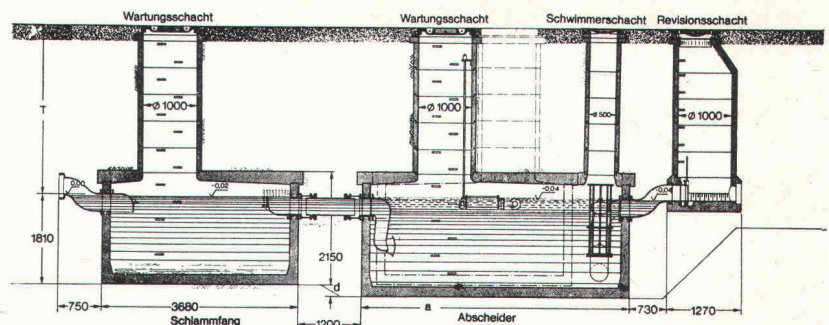 Wartungsschacht Wartungsschacht Schwimmerschacht Revisionsschacht
Ø 1000 Ø 1000 Ø 500 Ø 1000
T
0,00 -0,02 -0,04 -0,04
1810 2150
d
a
750 3680 1200 730 1270
Schlammfang Abscheider